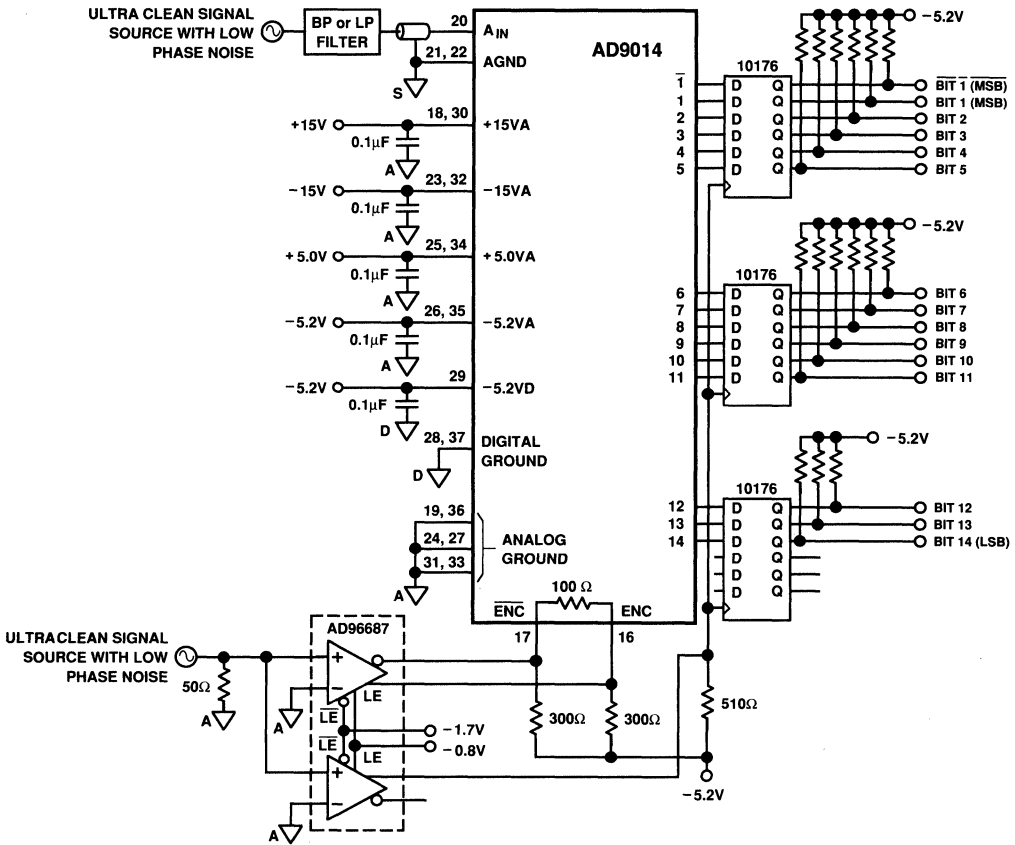 ULTRA CLEAN SIGNAL
SOURCE WITH LOW
PHASE NOISE
BP or LP
FILTER
20
A IN
21, 22
AGND
S
AD9014
18, 30
+15V
+15VA
0.1µF
A
23, 32
−15V
−15VA
0.1µF
A
25, 34
+5.0V
+5.0VA
0.1µF
A
26, 35
−5.2V
−5.2VA
0.1µF
A
29
−5.2V
−5.2VD
0.1µF
D
28, 37
DIGITAL
GROUND
D
19, 36
24, 27
31, 33
ANALOG
GROUND
A
−5.2V
10176
1̅ D Q BIT 1 (MSB)
1 D Q BIT 1 (MSB)
2 D Q BIT 2
3 D Q BIT 3
4 D Q BIT 4
5 D Q BIT 5
−5.2V
10176
6 D Q BIT 6
7 D Q BIT 7
8 D Q BIT 8
9 D Q BIT 9
10 D Q BIT 10
11 D Q BIT 11
−5.2V
10176
12 D Q BIT 12
13 D Q BIT 13
14 D Q BIT 14 (LSB)
D Q
D Q
D Q
100 Ω
ENC ENC
17 16
AD96687
ULTRA CLEAN SIGNAL
SOURCE WITH LOW
PHASE NOISE
50Ω
A
+
−
A
LE
LE
−1.7V
LE
−0.8V
LE
+
−
A
300Ω
300Ω
510Ω
−5.2V